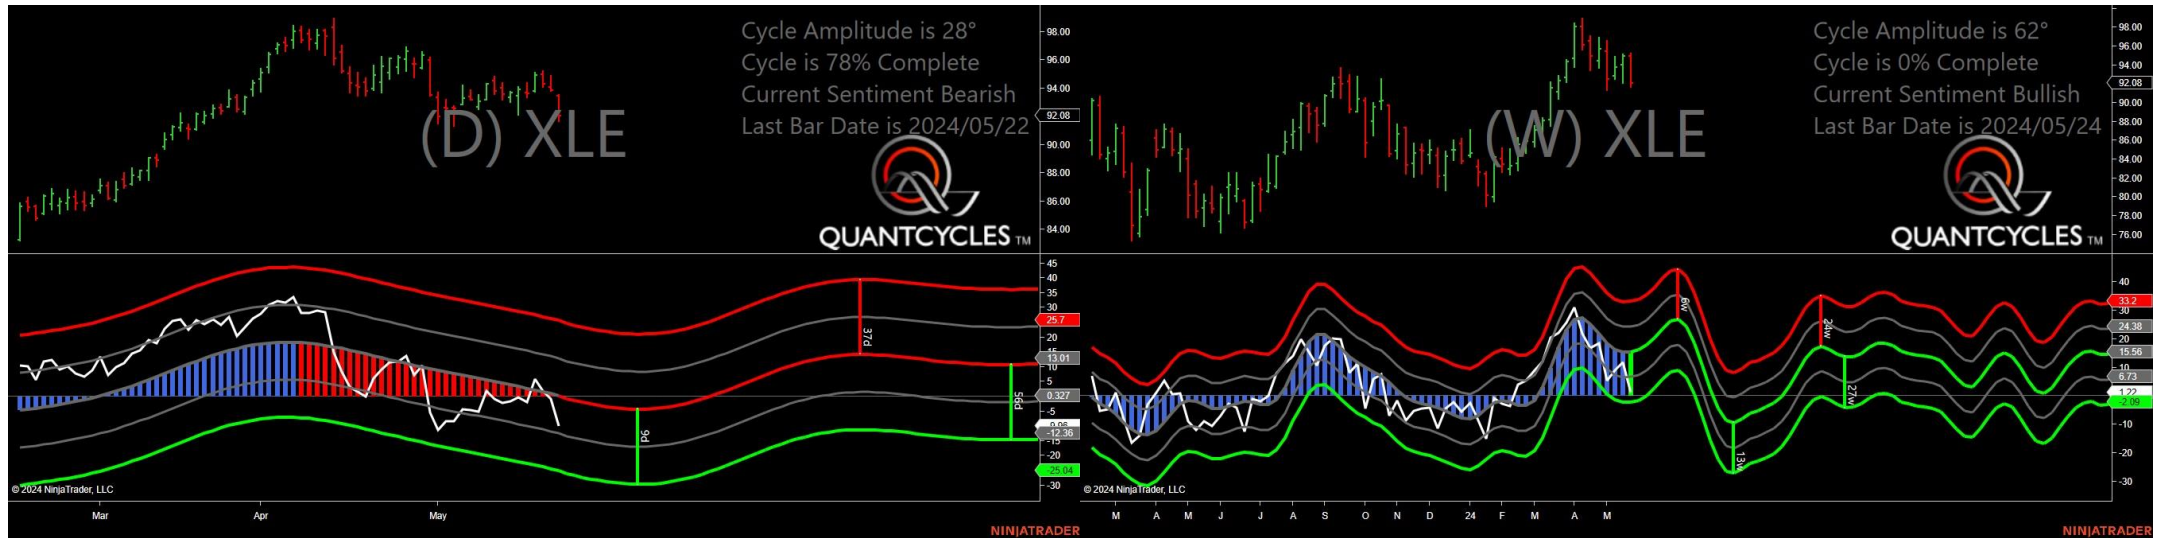 Cycle Amplitude is 28°
Cycle is 78% Complete
Current Sentiment Bearish
Last Bar Date is 2024/05/22
(D) XLE
QUANTCYCLES TM
98.00
96.00
94.00
92.08
90.00
88.00
86.00
84.00
45
40
35
30
25.7
20
15
13.01
10
5
0.327
-5
-12.36
-15
-20
-25.04
-30
37d
56d
9d
© 2024 NinjaTrader, LLC
Mar Apr May
NINJATRADER
Cycle Amplitude is 62°
Cycle is 0% Complete
Current Sentiment Bullish
Last Bar Date is 2024/05/24
(W) XLE
QUANTCYCLES TM
98.00
96.00
94.00
92.08
90.00
88.00
86.00
84.00
82.00
80.00
78.00
76.00
40
33.2
30
24.38
20
15.56
10
6.73
1.22
-2.09
-10
-20
-30
6w
24w
27w
13w
© 2024 NinjaTrader, LLC
M A M J J A S O N D 24 F M A M
NINJATRADER